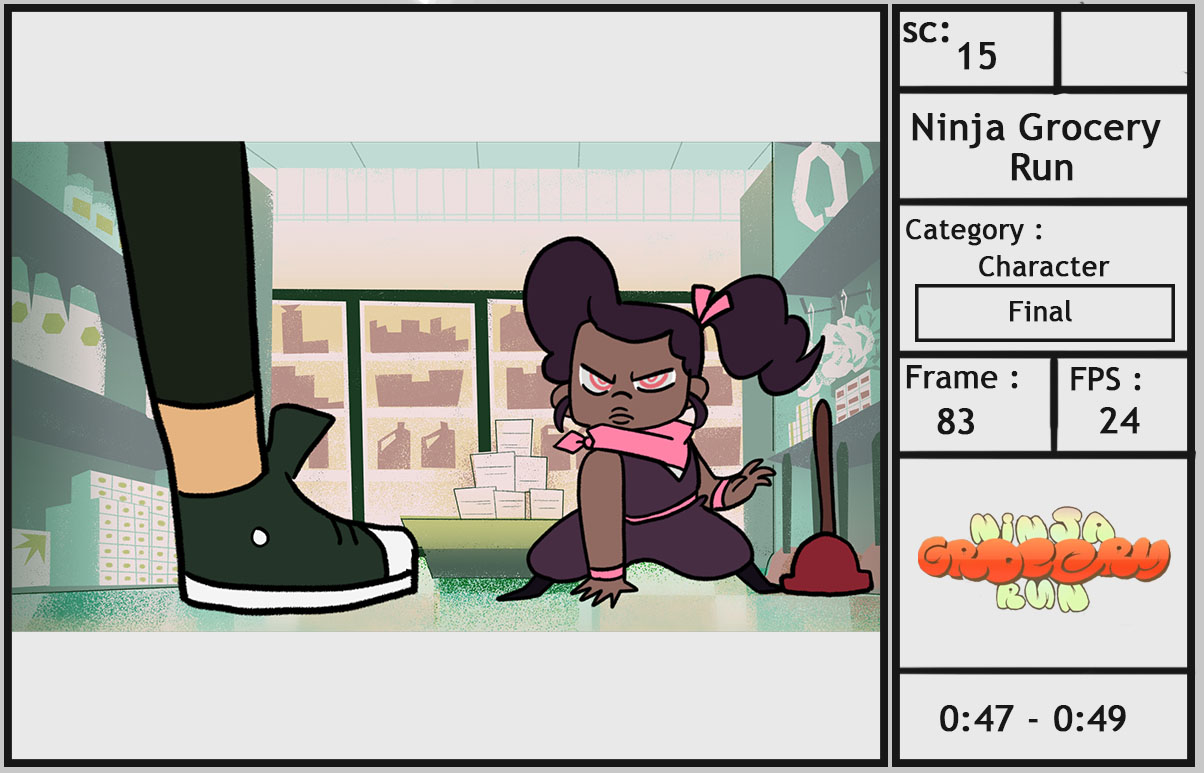 SC:
15
Ninja Grocery
Run
Category :
Character
Final
Frame :
83
FPS :
24
NINJA
GROCERY
RUN
0:47 - 0:49